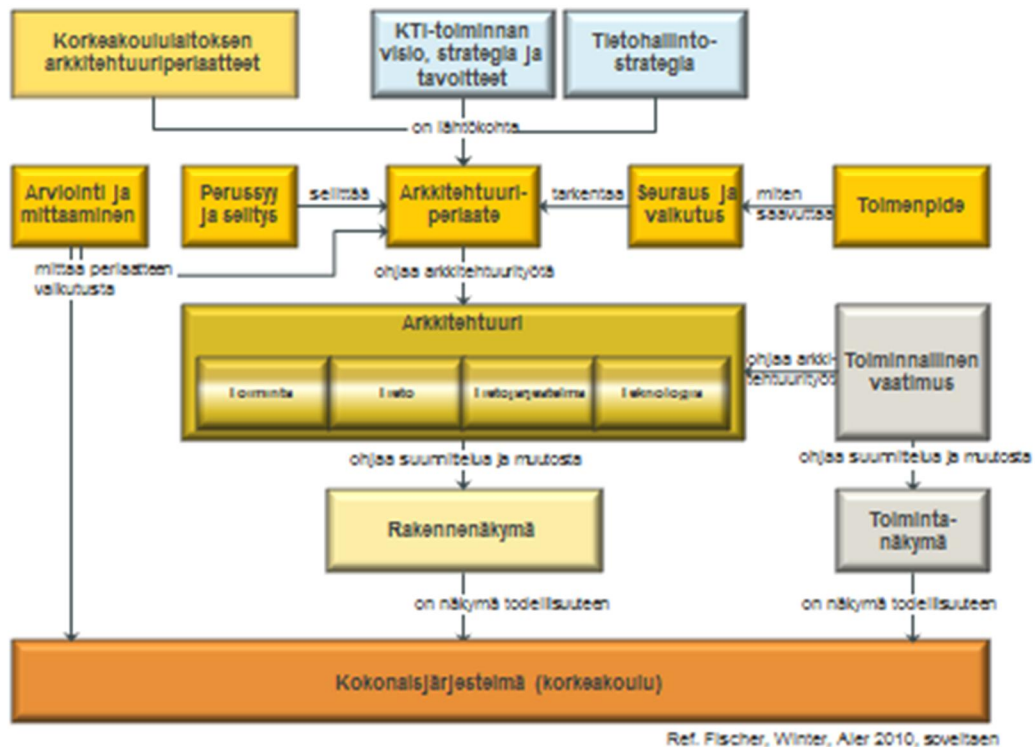 Korkeakoululaitoksen
arkkitehtuuriperiaatteet
KTI-toiminnan
visio, strategia ja
tavoitteet
Tietohallinto-
strategia
on lähtökohta
Arviointi ja
mittaaminen
Perussyy
ja selitys
selittää
Arkkitehtuuri-
periaate
tarkentaa
Seuraus ja
vaikutus
miten
saavuttaa
Toimenpide
mittaa periaatteen
vaikutusta
ohjaa arkkitehtuurityötä
Arkkitehtuuri
Toiminta
Tieto
Tietojärjestelmä
Teknologia
ohjaa arkki-
tehtuurityöt
Toiminnallinen
vaatimus
ohjaa suunnittelua ja muutosta
ohjaa suunnittelua ja muutosta
Rakennenäkymä
Toiminta-
näkymä
on näkymä todellisuuteen
on näkymä todellisuuteen
Kokonaisjärjestelmä (korkeakoulu)
Ref. Fischer, Winter, Aier 2010, soveltaen